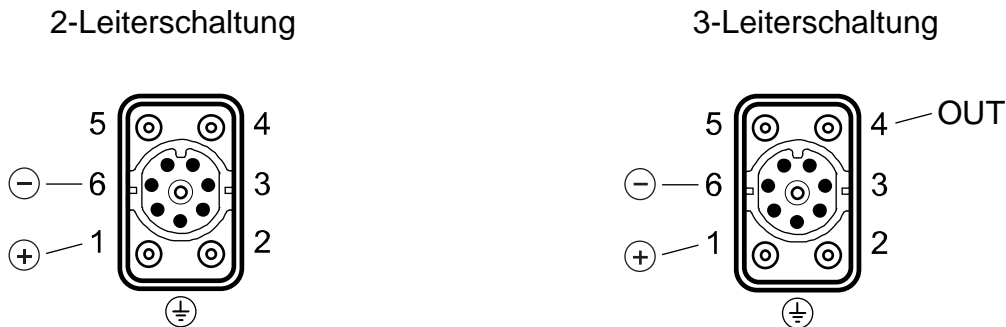 2-Leiterschaltung
5 4
− 6 3
+ 1 2
3-Leiterschaltung
5 4 OUT
− 6 3
+ 1 2